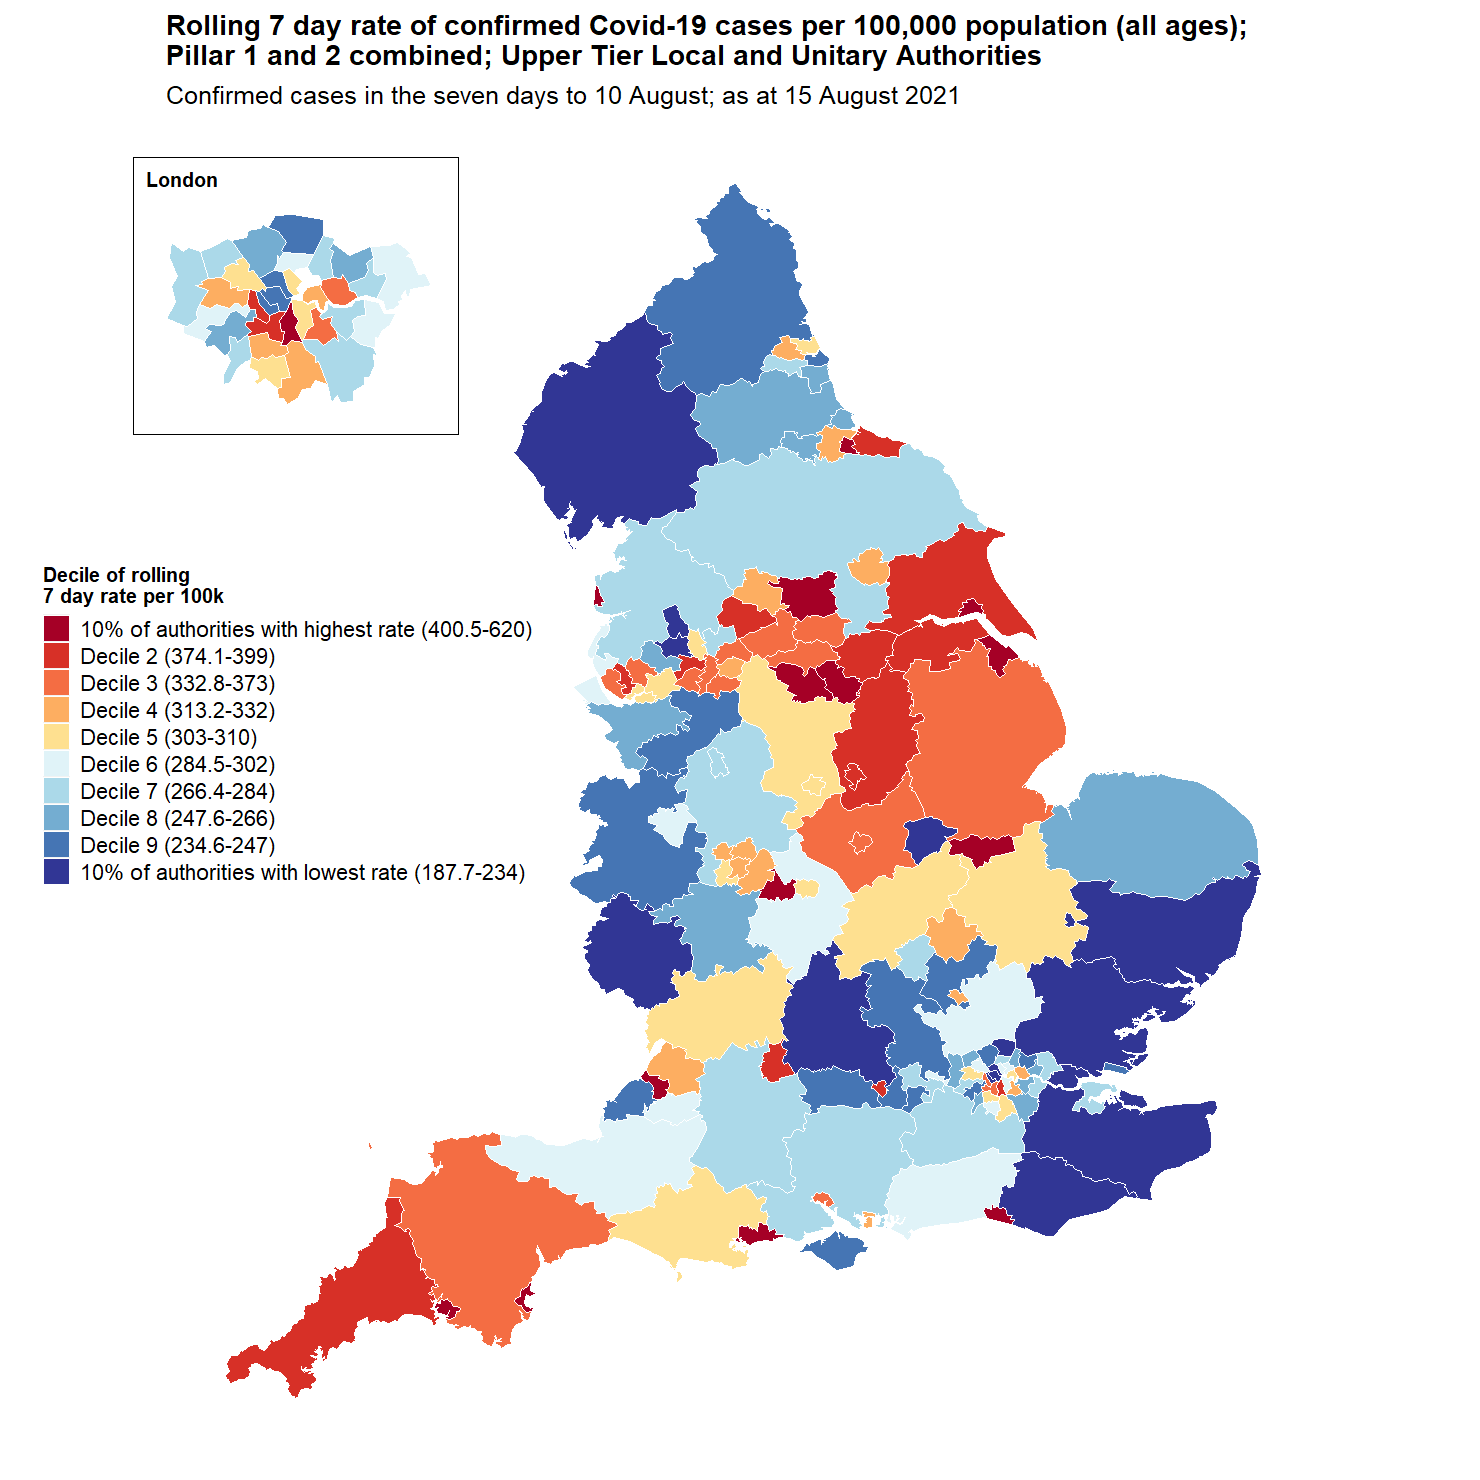 Rolling 7 day rate of confirmed Covid-19 cases per 100,000 population (all ages);
Pillar 1 and 2 combined; Upper Tier Local and Unitary Authorities
Confirmed cases in the seven days to 10 August; as at 15 August 2021
London
Decile of rolling
7 day rate per 100k
10% of authorities with highest rate (400.5-620)
Decile 2 (374.1-399)
Decile 3 (332.8-373)
Decile 4 (313.2-332)
Decile 5 (303-310)
Decile 6 (284.5-302)
Decile 7 (266.4-284)
Decile 8 (247.6-266)
Decile 9 (234.6-247)
10% of authorities with lowest rate (187.7-234)